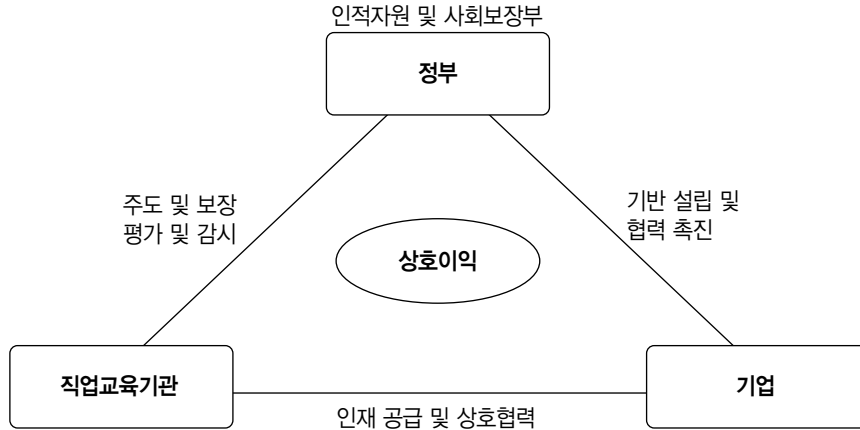 인적자원 및 사회보장부
정부
주도 및 보장
평가 및 감시
기반 설립 및
협력 촉진
상호이익
직업교육기관
기업
인재 공급 및 상호협력